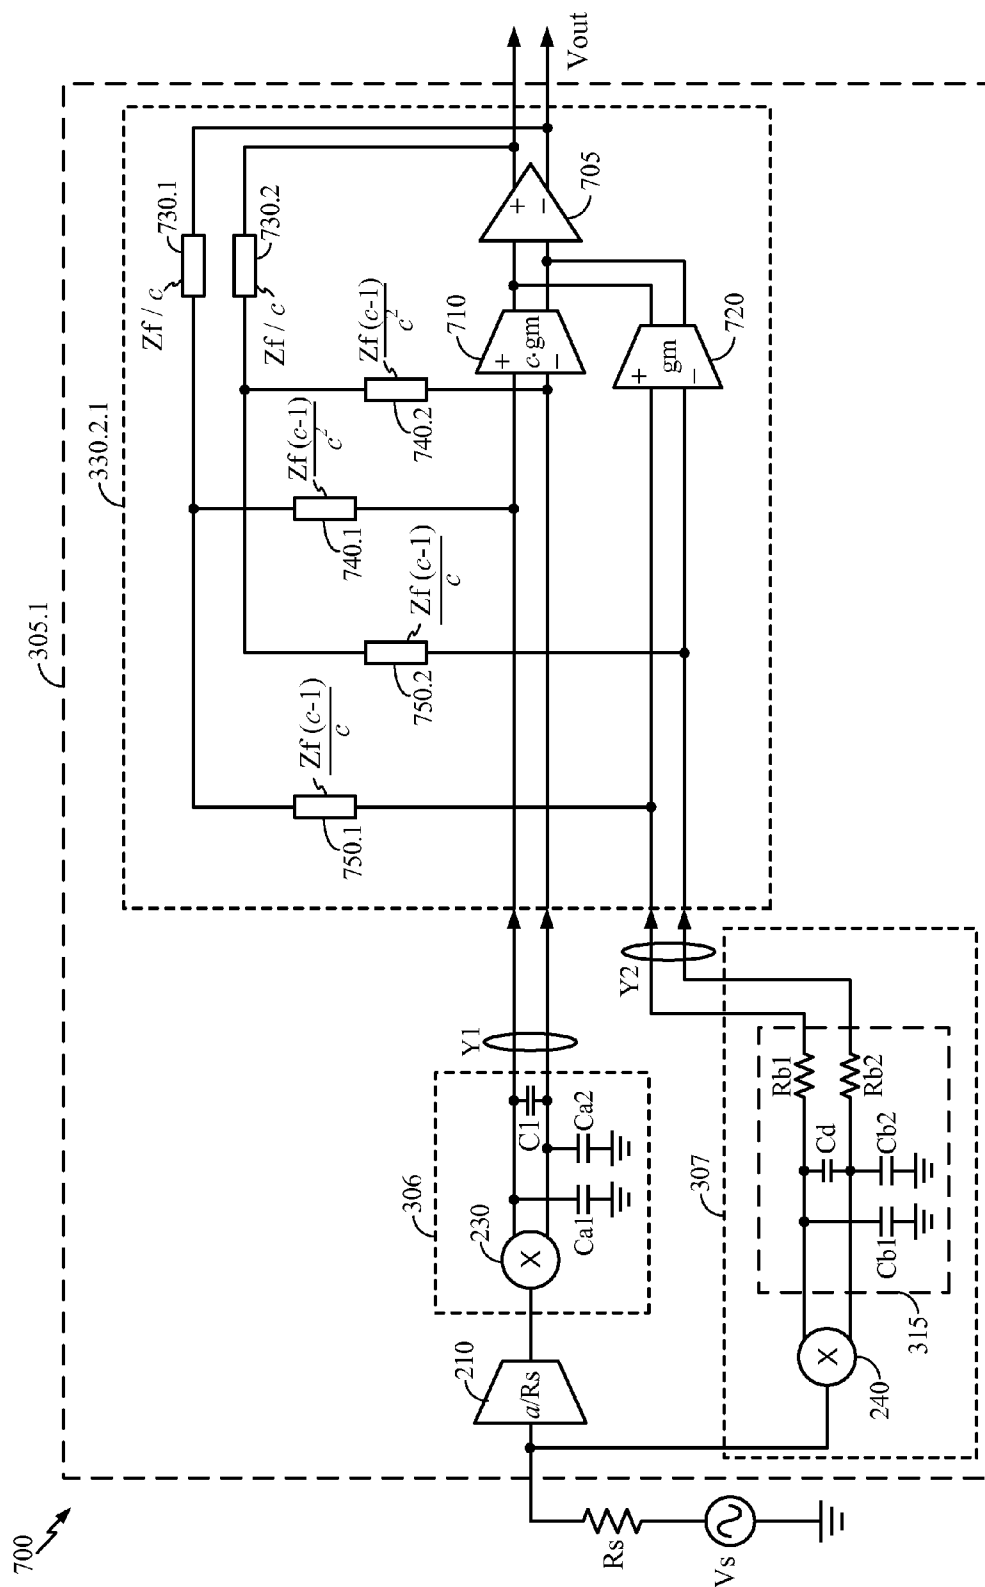 700
305.1
330.2.1
Zf / c
730.1
Zf / c
730.2
Zf (c-1)
c
750.1
Zf (c-1)
c
750.2
Zf (c-1)
c²
740.1
Zf (c-1)
c²
740.2
+
c·gm
−
710
+
−
705
Vout
+
gm
−
720
Y1
Y2
306
230
X
Ca1
C1
Ca2
210
a/Rs
307
315
Rb1
Rb2
Cd
Cb1
Cb2
X
240
Rs
Vs